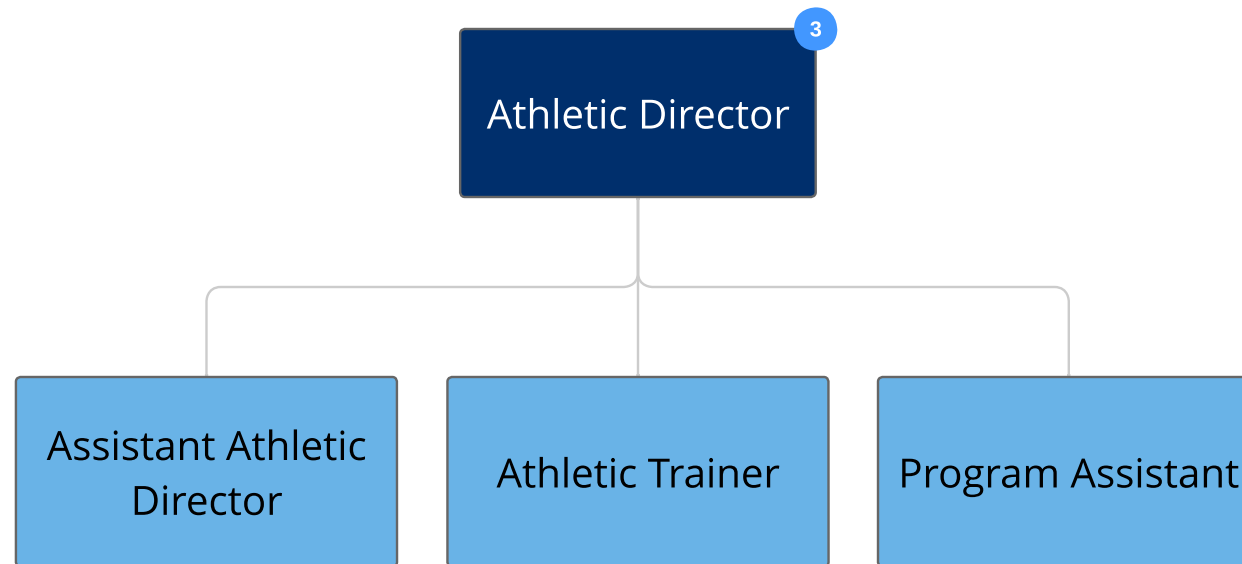 3
Athletic Director
Assistant Athletic
Director
Athletic Trainer
Program Assistant